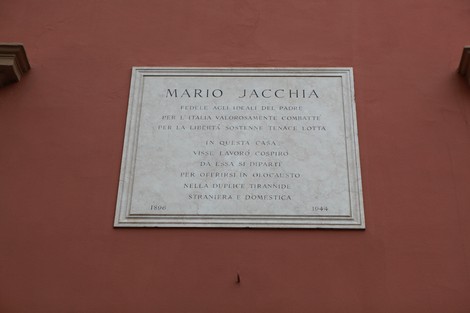 MARIO JACCHIA
FEDELE AGLI IDEALI DEL PADRE
PER L'ITALIA VALOROSAMENTE COMBATTE
PER LA LIBERTÀ SOSTENNE TENACE LOTTA
IN QUESTA CASA
VISSE LAVORÒ COSPIRÒ
DA ESSA SI DIPARTÌ
PER OFFRIRSI IN OLOCAUSTO
NELLA DUPLICE TIRANNIDE
STRANIERA E DOMESTICA
1896 1944